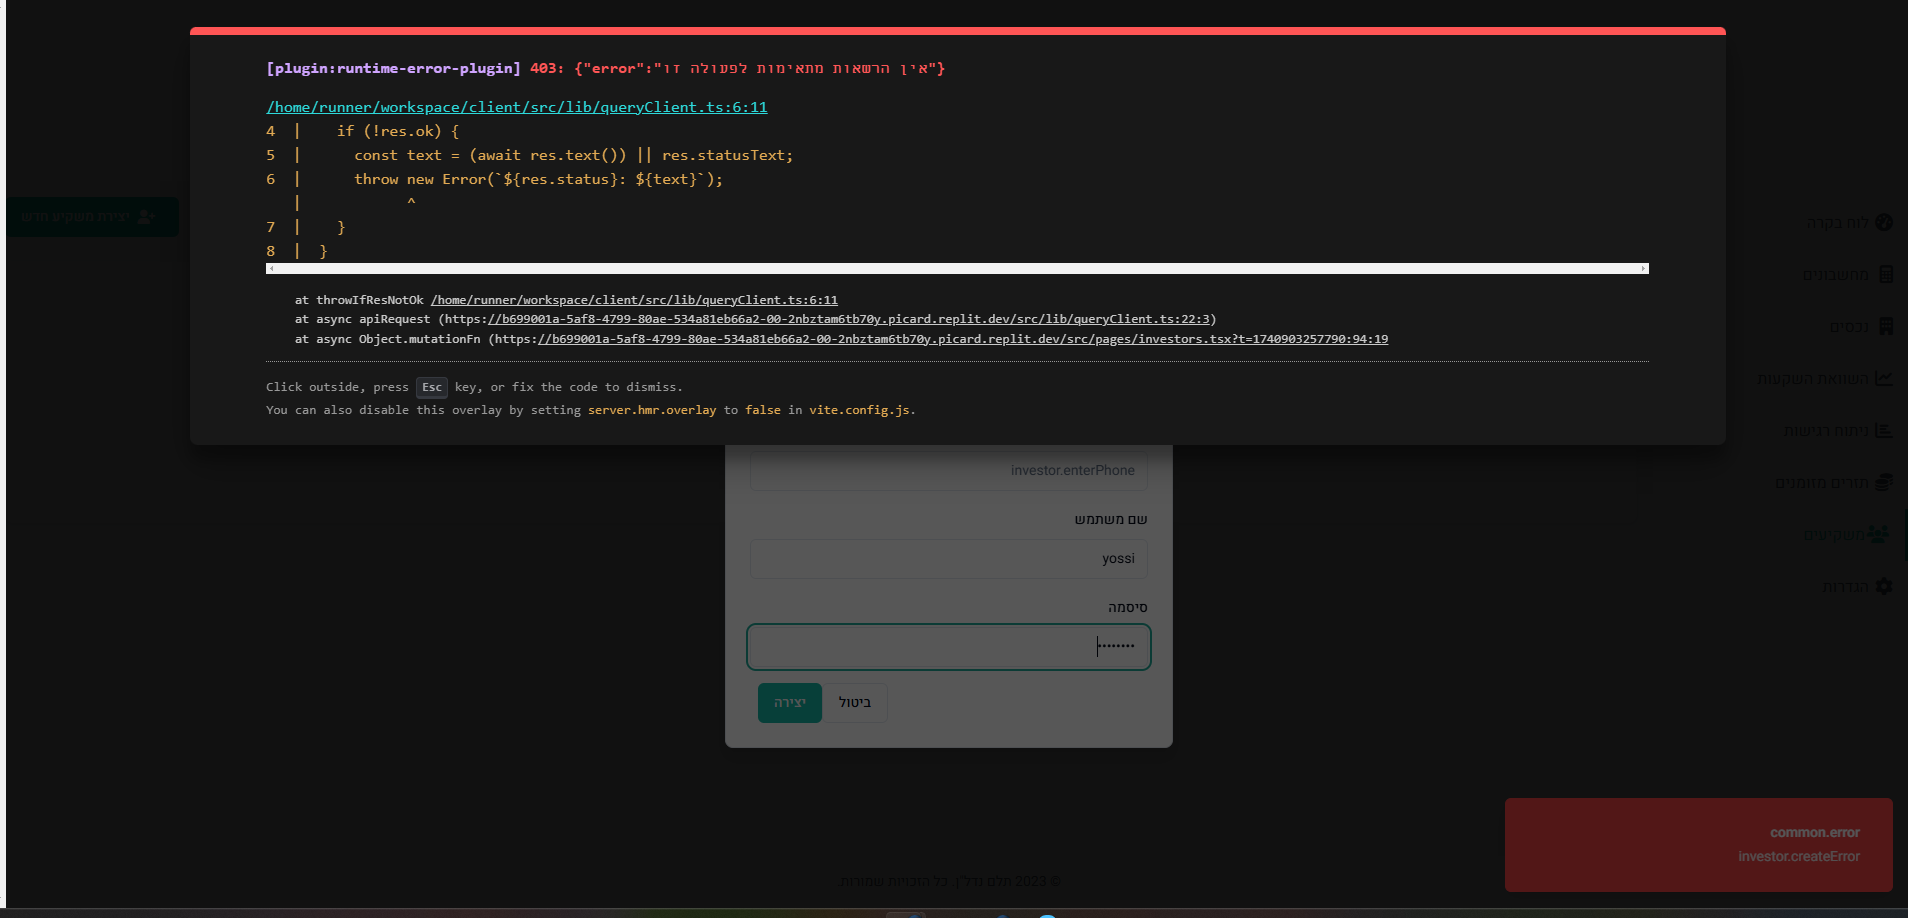 [plugin:runtime-error-plugin] 403: {"error":"אין הרשאות מתאימות לפעולה זו"}
/home/runner/workspace/client/src/lib/queryClient.ts:6:11
4  |    if (!res.ok) {
5  |      const text = (await res.text()) || res.statusText;
6  |      throw new Error(`${res.status}: ${text}`);
   |            ^
7  |    }
8  |  }
at throwIfResNotOk /home/runner/workspace/client/src/lib/queryClient.ts:6:11
at async apiRequest (https://b699001a-5af8-4799-80ae-534a81eb66a2-00-2nbztam6tb70y.picard.replit.dev/src/lib/queryClient.ts:22:3)
at async Object.mutationFn (https://b699001a-5af8-4799-80ae-534a81eb66a2-00-2nbztam6tb70y.picard.replit.dev/src/pages/investors.tsx?t=1740903257790:94:19
Click outside, press Esc key, or fix the code to dismiss.
You can also disable this overlay by setting server.hmr.overlay to false in vite.config.js.
יצירת משקיע חדש
לוח בקרה
מחשבונים
נכסים
השוואת השקעות
ניתוח רגישות
תזרים מזומנים
משקיעים
הגדרות
investor.enterPhone
שם משתמש
yossi
סיסמה
••••••••
ביטול
יצירה
common.error
investor.createError
© 2023 תלם נדל"ן. כל הזכויות שמורות.